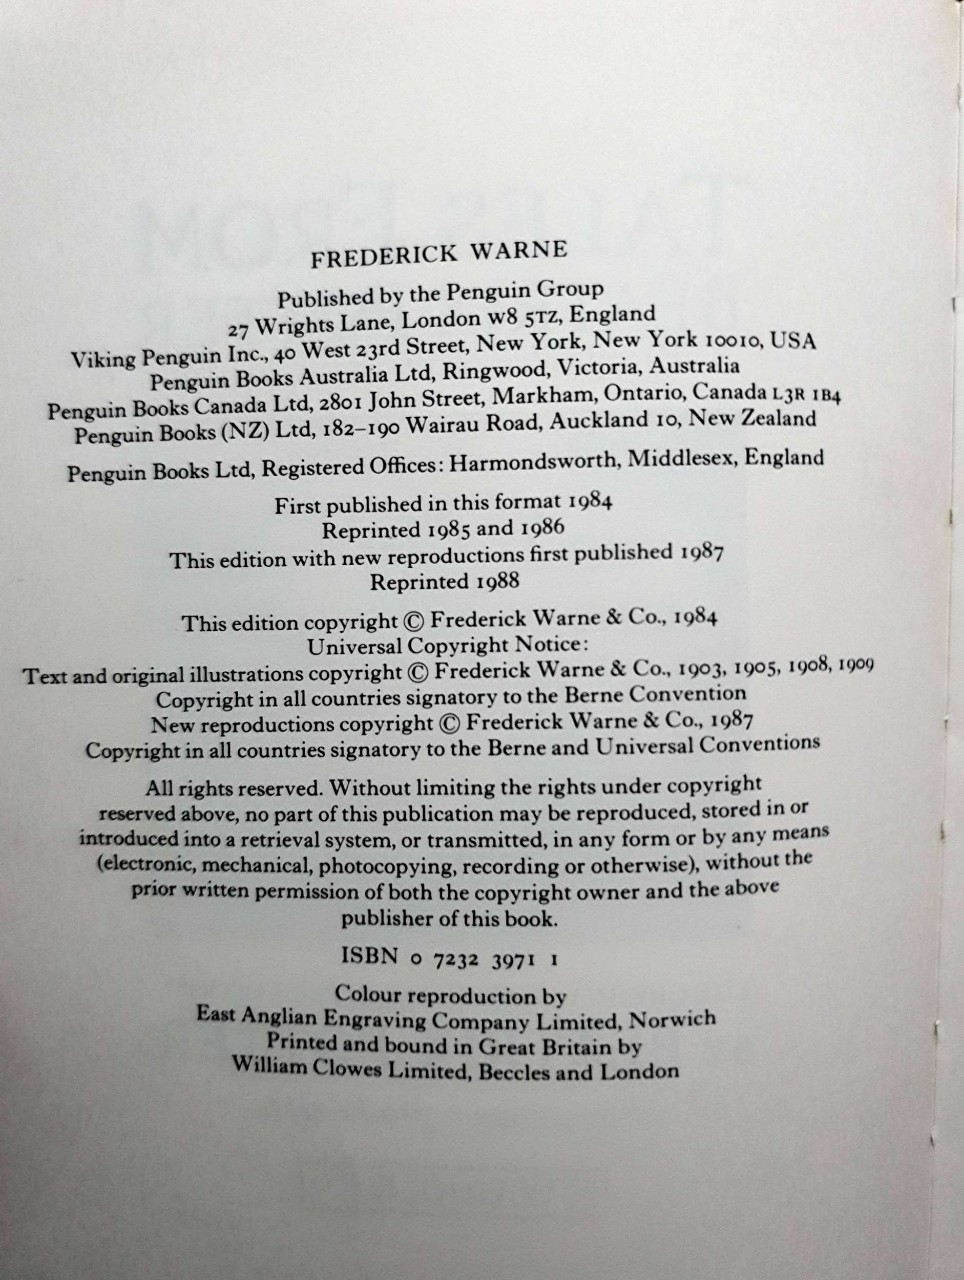 FREDERICK WARNE
Published by the Penguin Group
27 Wrights Lane, London W8 5TZ, England
Viking Penguin Inc., 40 West 23rd Street, New York, New York 10010, USA
Penguin Books Australia Ltd, Ringwood, Victoria, Australia
Penguin Books Canada Ltd, 2801 John Street, Markham, Ontario, Canada L3R 1B4
Penguin Books (NZ) Ltd, 182–190 Wairau Road, Auckland 10, New Zealand
Penguin Books Ltd, Registered Offices: Harmondsworth, Middlesex, England
First published in this format 1984
Reprinted 1985 and 1986
This edition with new reproductions first published 1987
Reprinted 1988
This edition copyright © Frederick Warne & Co., 1984
Universal Copyright Notice:
Text and original illustrations copyright © Frederick Warne & Co., 1903, 1905, 1908, 1909
Copyright in all countries signatory to the Berne Convention
New reproductions copyright © Frederick Warne & Co., 1987
Copyright in all countries signatory to the Berne and Universal Conventions
All rights reserved. Without limiting the rights under copyright
reserved above, no part of this publication may be reproduced, stored in or
introduced into a retrieval system, or transmitted, in any form or by any means
(electronic, mechanical, photocopying, recording or otherwise), without the
prior written permission of both the copyright owner and the above
publisher of this book.
ISBN 0 7232 3971 1
Colour reproduction by
East Anglian Engraving Company Limited, Norwich
Printed and bound in Great Britain by
William Clowes Limited, Beccles and London